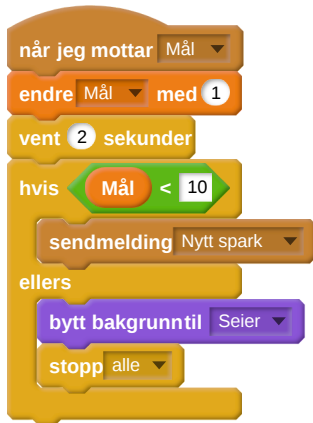 når jeg mottar Mål
endre Mål med 1
vent 2 sekunder
hvis Mål < 10
sendmelding Nytt spark
ellers
bytt bakgrunntil Seier
stopp alle